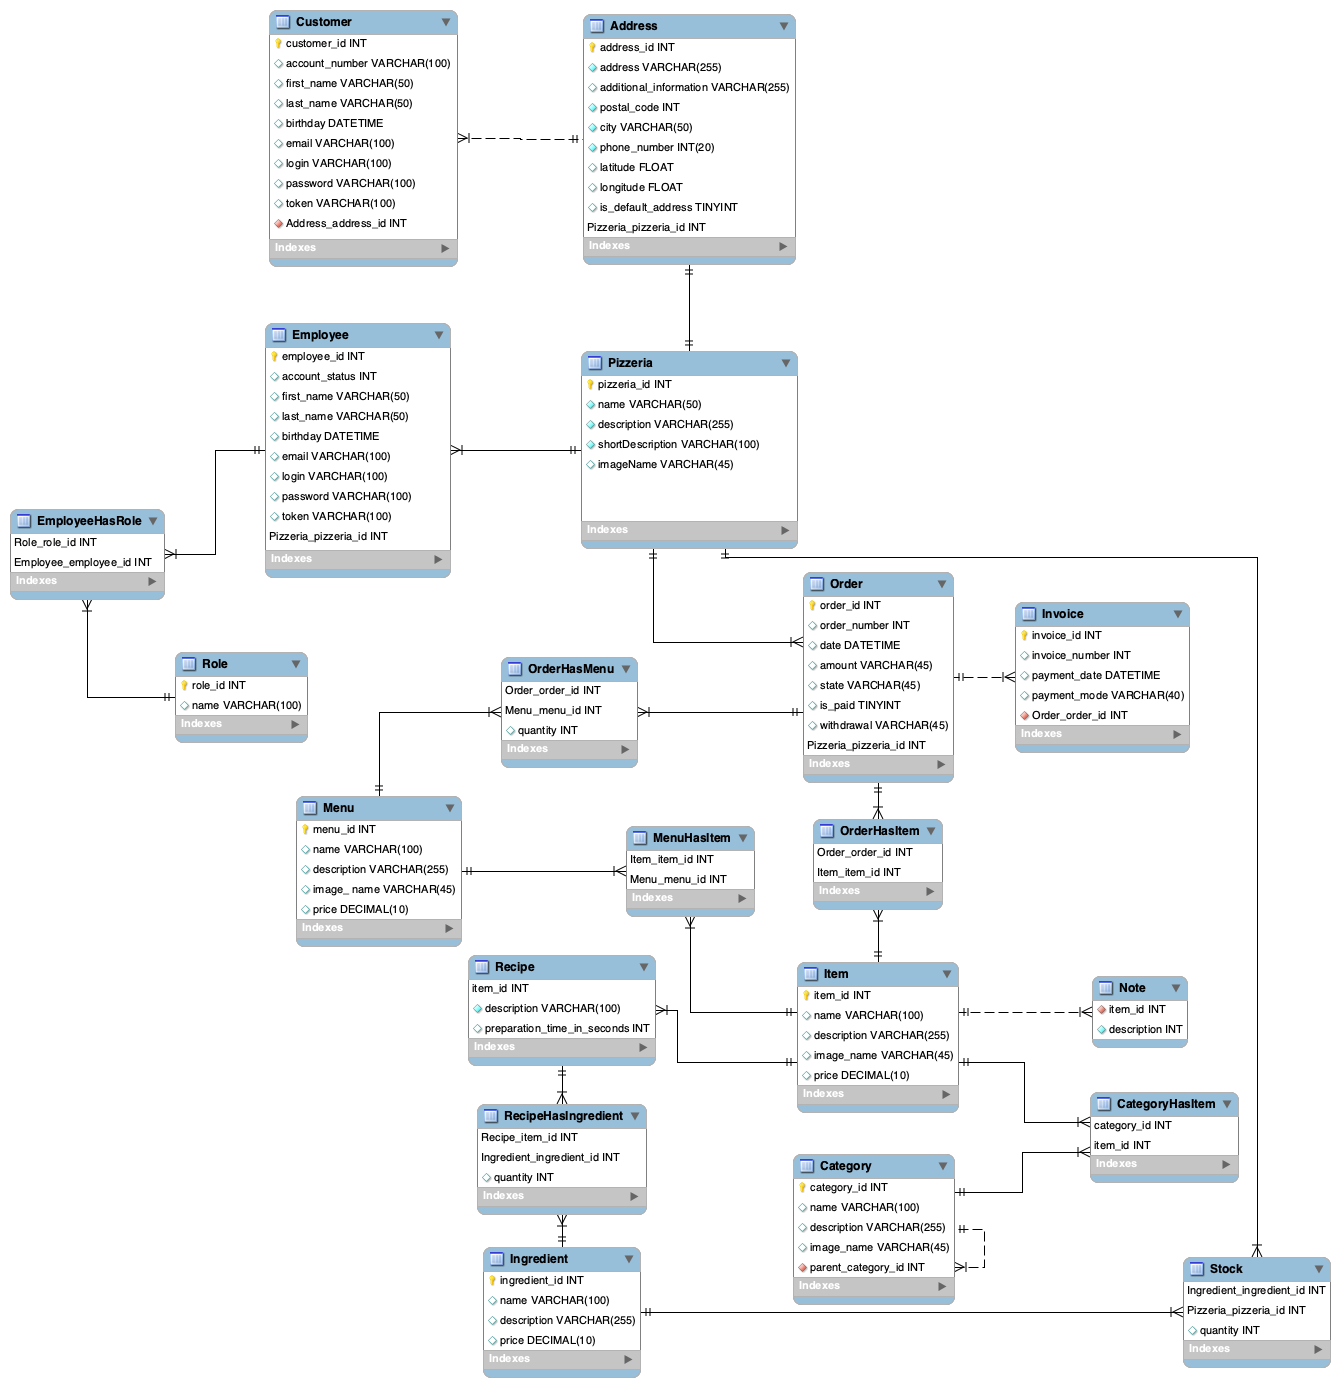 Customer
customer_id INT
account_number VARCHAR(100)
first_name VARCHAR(50)
last_name VARCHAR(50)
birthday DATETIME
email VARCHAR(100)
login VARCHAR(100)
password VARCHAR(100)
token VARCHAR(100)
Address_address_id INT
Indexes
Address
address_id INT
address VARCHAR(255)
additional_information VARCHAR(255)
postal_code INT
city VARCHAR(50)
phone_number INT(20)
latitude FLOAT
longitude FLOAT
is_default_address TINYINT
Pizzeria_pizzeria_id INT
Indexes
Employee
employee_id INT
account_status INT
first_name VARCHAR(50)
last_name VARCHAR(50)
birthday DATETIME
email VARCHAR(100)
login VARCHAR(100)
password VARCHAR(100)
token VARCHAR(100)
Pizzeria_pizzeria_id INT
Indexes
Pizzeria
pizzeria_id INT
name VARCHAR(50)
description VARCHAR(255)
shortDescription VARCHAR(100)
imageName VARCHAR(45)
Indexes
EmployeeHasRole
Role_role_id INT
Employee_employee_id INT
Indexes
Role
role_id INT
name VARCHAR(100)
Indexes
OrderHasMenu
Order_order_id INT
Menu_menu_id INT
quantity INT
Indexes
Order
order_id INT
order_number INT
date DATETIME
amount VARCHAR(45)
state VARCHAR(45)
is_paid TINYINT
withdrawal VARCHAR(45)
Pizzeria_pizzeria_id INT
Indexes
Invoice
invoice_id INT
invoice_number INT
payment_date DATETIME
payment_mode VARCHAR(40)
Order_order_id INT
Indexes
Menu
menu_id INT
name VARCHAR(100)
description VARCHAR(255)
image_ name VARCHAR(45)
price DECIMAL(10)
Indexes
MenuHasItem
Item_item_id INT
Menu_menu_id INT
Indexes
OrderHasItem
Order_order_id INT
Item_item_id INT
Indexes
Recipe
item_id INT
description VARCHAR(100)
preparation_time_in_seconds INT
Indexes
Item
item_id INT
name VARCHAR(100)
description VARCHAR(255)
image_name VARCHAR(45)
price DECIMAL(10)
Indexes
Note
item_id INT
description INT
RecipeHasIngredient
Recipe_item_id INT
Ingredient_ingredient_id INT
quantity INT
Indexes
CategoryHasItem
category_id INT
item_id INT
Indexes
Category
category_id INT
name VARCHAR(100)
description VARCHAR(255)
image_name VARCHAR(45)
parent_category_id INT
Indexes
Ingredient
ingredient_id INT
name VARCHAR(100)
description VARCHAR(255)
price DECIMAL(10)
Indexes
Stock
Ingredient_ingredient_id INT
Pizzeria_pizzeria_id INT
quantity INT
Indexes